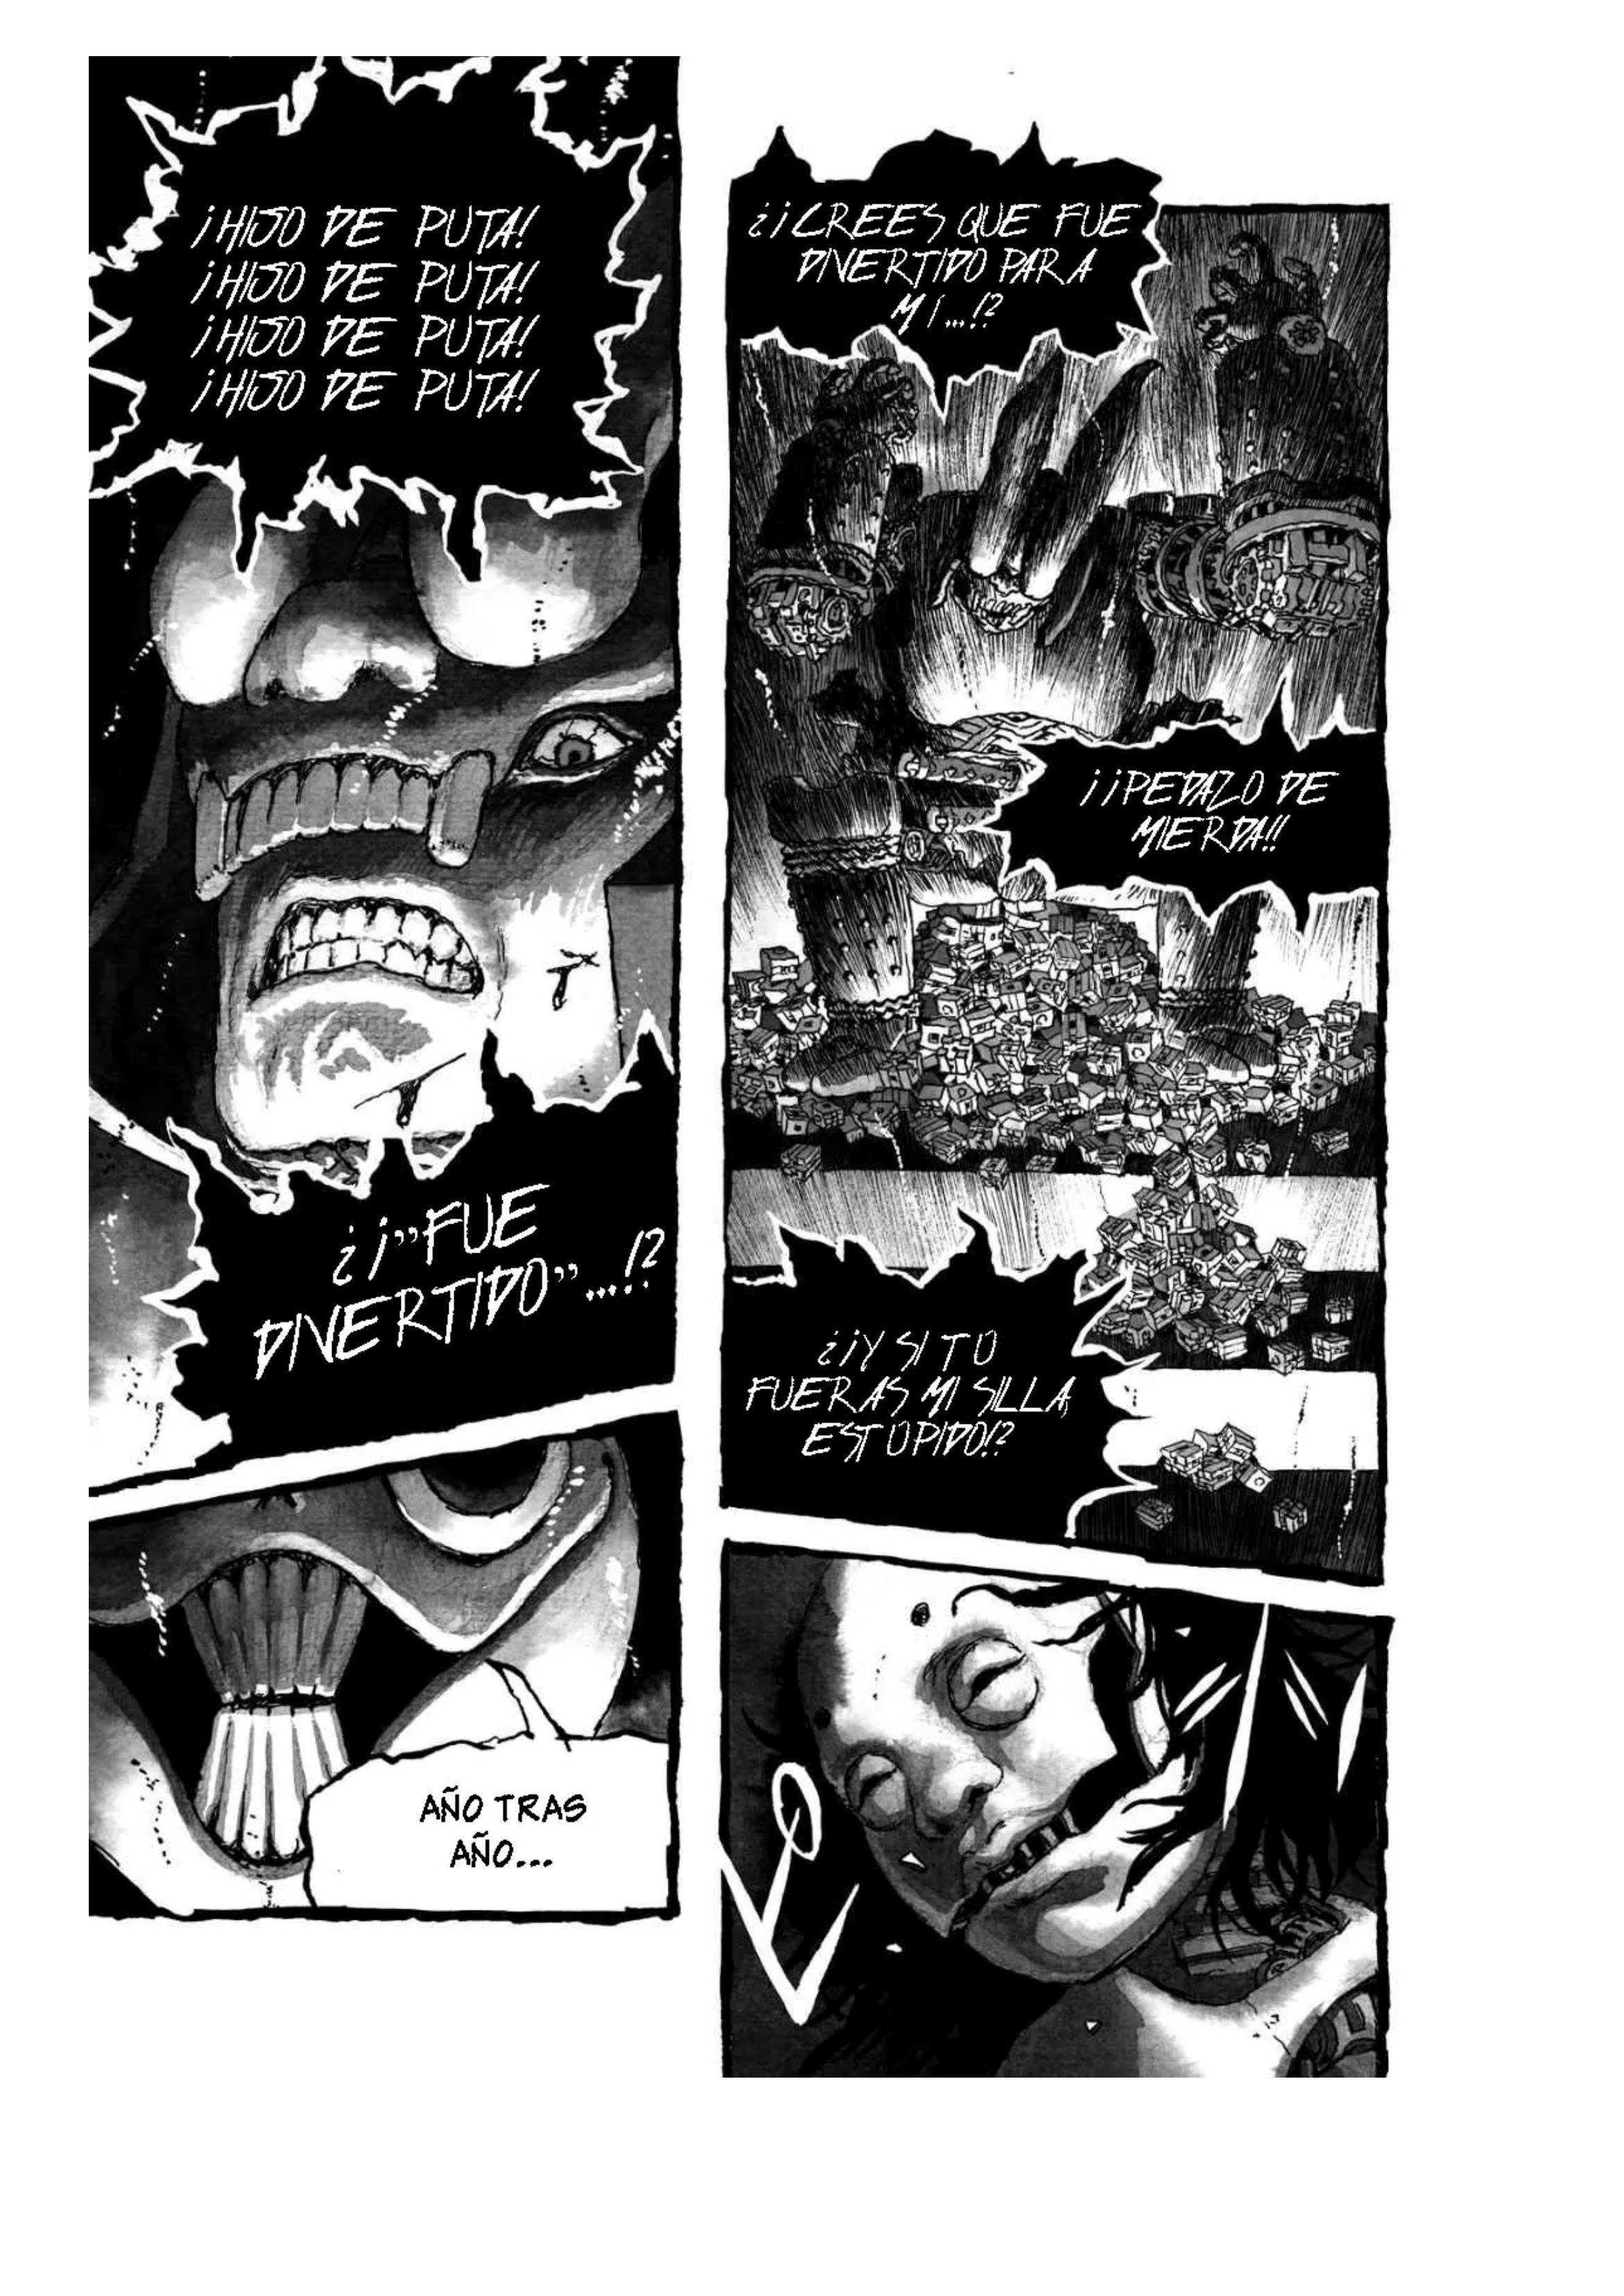 ¡HIJO DE PUTA!
¡HIJO DE PUTA!
¡HIJO DE PUTA!
¡HIJO DE PUTA!
¿¡”FUE
DIVERTIDO”...!?
AÑO TRAS
AÑO...
¿¡CREES QUE FUE
DIVERTIDO PARA
MÍ...!?
¡¡PEDAZO DE
MIERDA!!
¿¡Y SI TÚ
FUERAS MI SILLA,
ESTÚPIDO!?